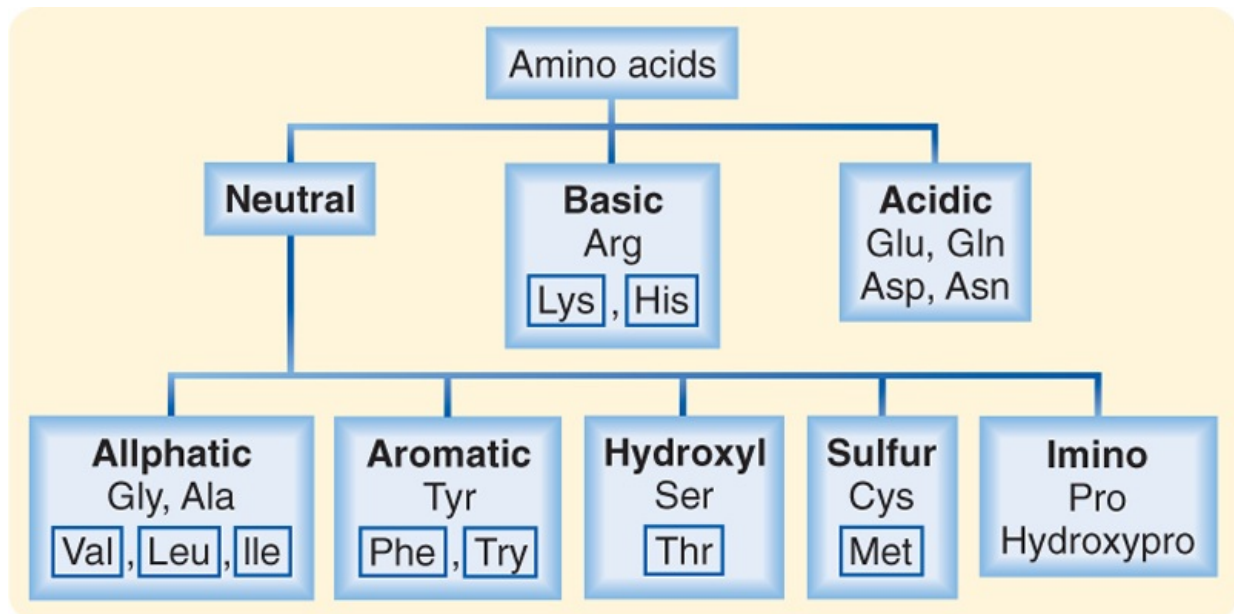 Amino acids
Neutral
Basic
Arg
Lys , His
Acidic
Glu, Gln
Asp, Asn
Allphatic
Gly, Ala
Val , Leu , Ile
Aromatic
Tyr
Phe , Try
Hydroxyl
Ser
Thr
Sulfur
Cys
Met
Imino
Pro
Hydroxypro